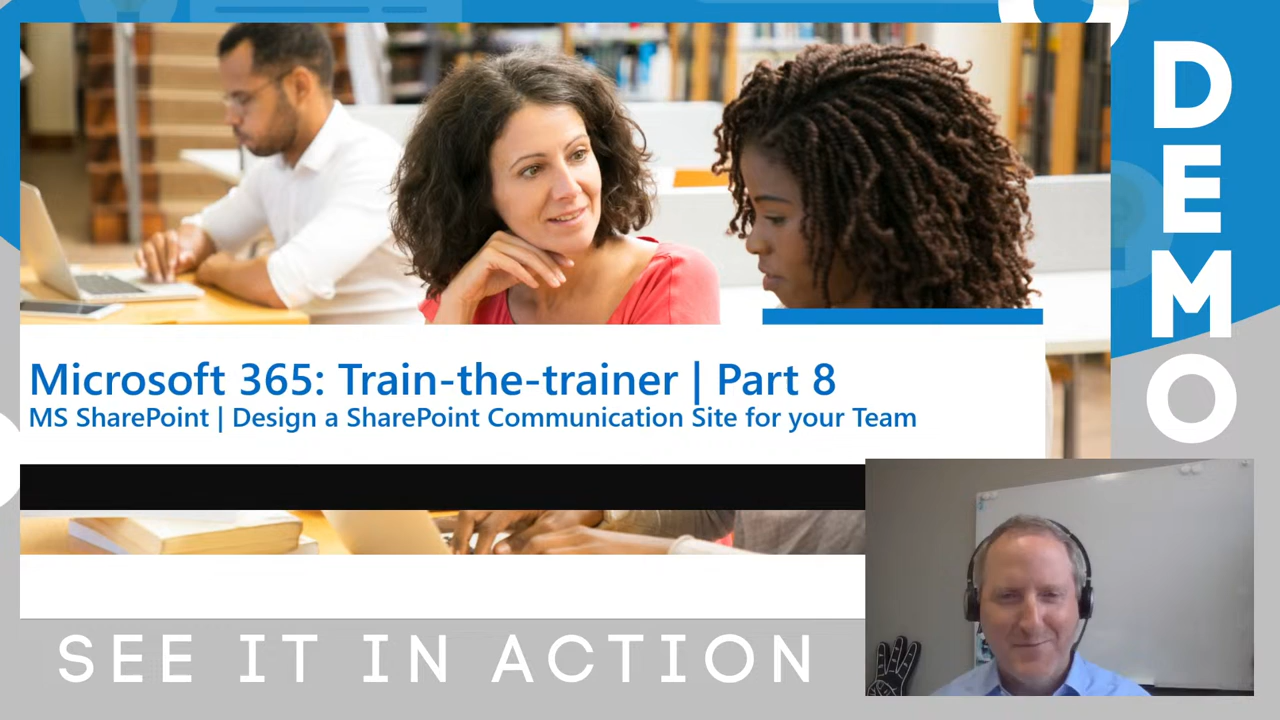 DEMO
Microsoft 365: Train-the-trainer | Part 8
MS SharePoint | Design a SharePoint Communication Site for your Team
SEE IT IN ACTION